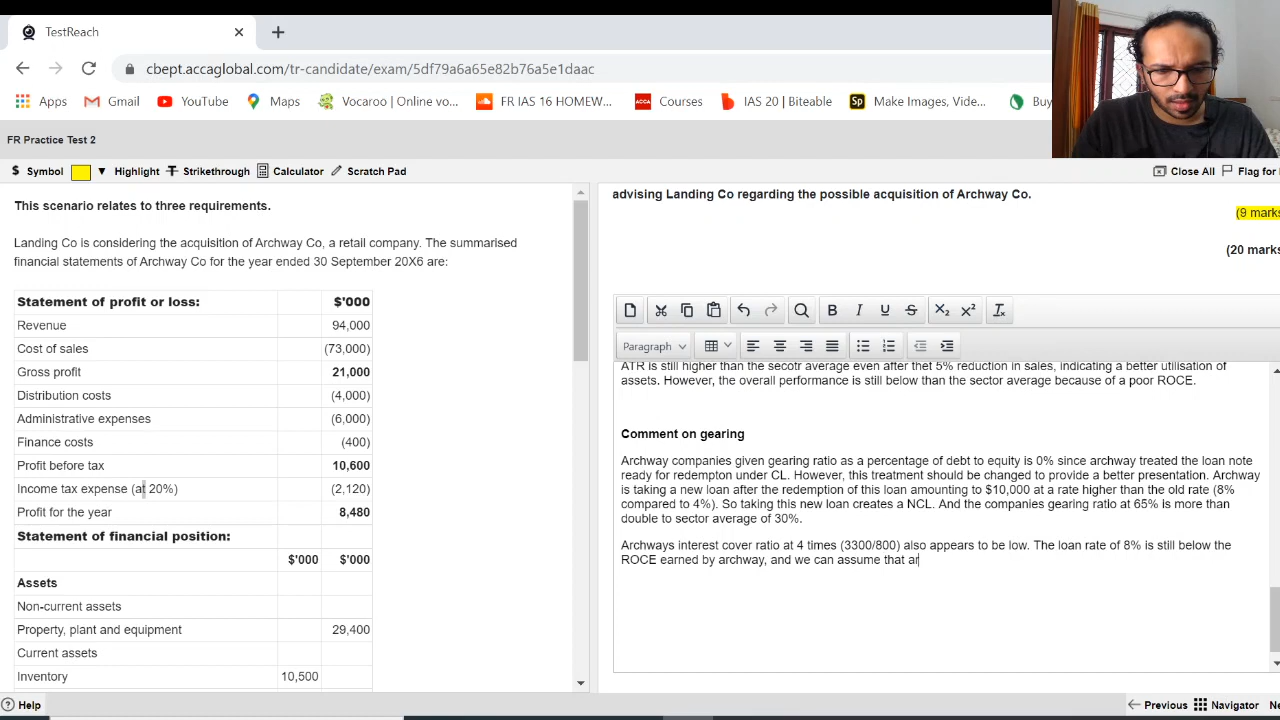 TestReach
cbept.accaglobal.com/tr-candidate/exam/5df79a6a65e82b76a5e1daac
Apps Gmail YouTube Maps Vocaroo | Online vo... FR IAS 16 HOMEW... ACCA Courses IAS 20 | Biteable Sp Make Images, Vide... Buy
FR Practice Test 2
$ Symbol Highlight Strikethrough Calculator Scratch Pad Close All Flag for
This scenario relates to three requirements.
Landing Co is considering the acquisition of Archway Co, a retail company. The summarised
financial statements of Archway Co for the year ended 30 September 20X6 are:
Statement of profit or loss: $'000
Revenue 94,000
Cost of sales (73,000)
Gross profit 21,000
Distribution costs (4,000)
Administrative expenses (6,000)
Finance costs (400)
Profit before tax 10,600
Income tax expense (at 20%) (2,120)
Profit for the year 8,480
Statement of financial position:
$'000 $'000
Assets
Non-current assets
Property, plant and equipment 29,400
Current assets
Inventory 10,500
advising Landing Co regarding the possible acquisition of Archway Co.
(9 marks
(20 marks
B I U S X₂ X² Ix
Paragraph
ATR is still higher than the secotr average even after thet 5% reduction in sales, indicating a better utilisation of
assets. However, the overall performance is still below than the sector average because of a poor ROCE.
Comment on gearing
Archway companies given gearing ratio as a percentage of debt to equity is 0% since archway treated the loan note
ready for redempton under CL. However, this treatment should be changed to provide a better presentation. Archway
is taking a new loan after the redemption of this loan amounting to $10,000 at a rate higher than the old rate (8%
compared to 4%). So taking this new loan creates a NCL. And the companies gearing ratio at 65% is more than
double to sector average of 30%.
Archways interest cover ratio at 4 times (3300/800) also appears to be low. The loan rate of 8% is still below the
ROCE earned by archway, and we can assume that ar
Help Previous Navigator Ne